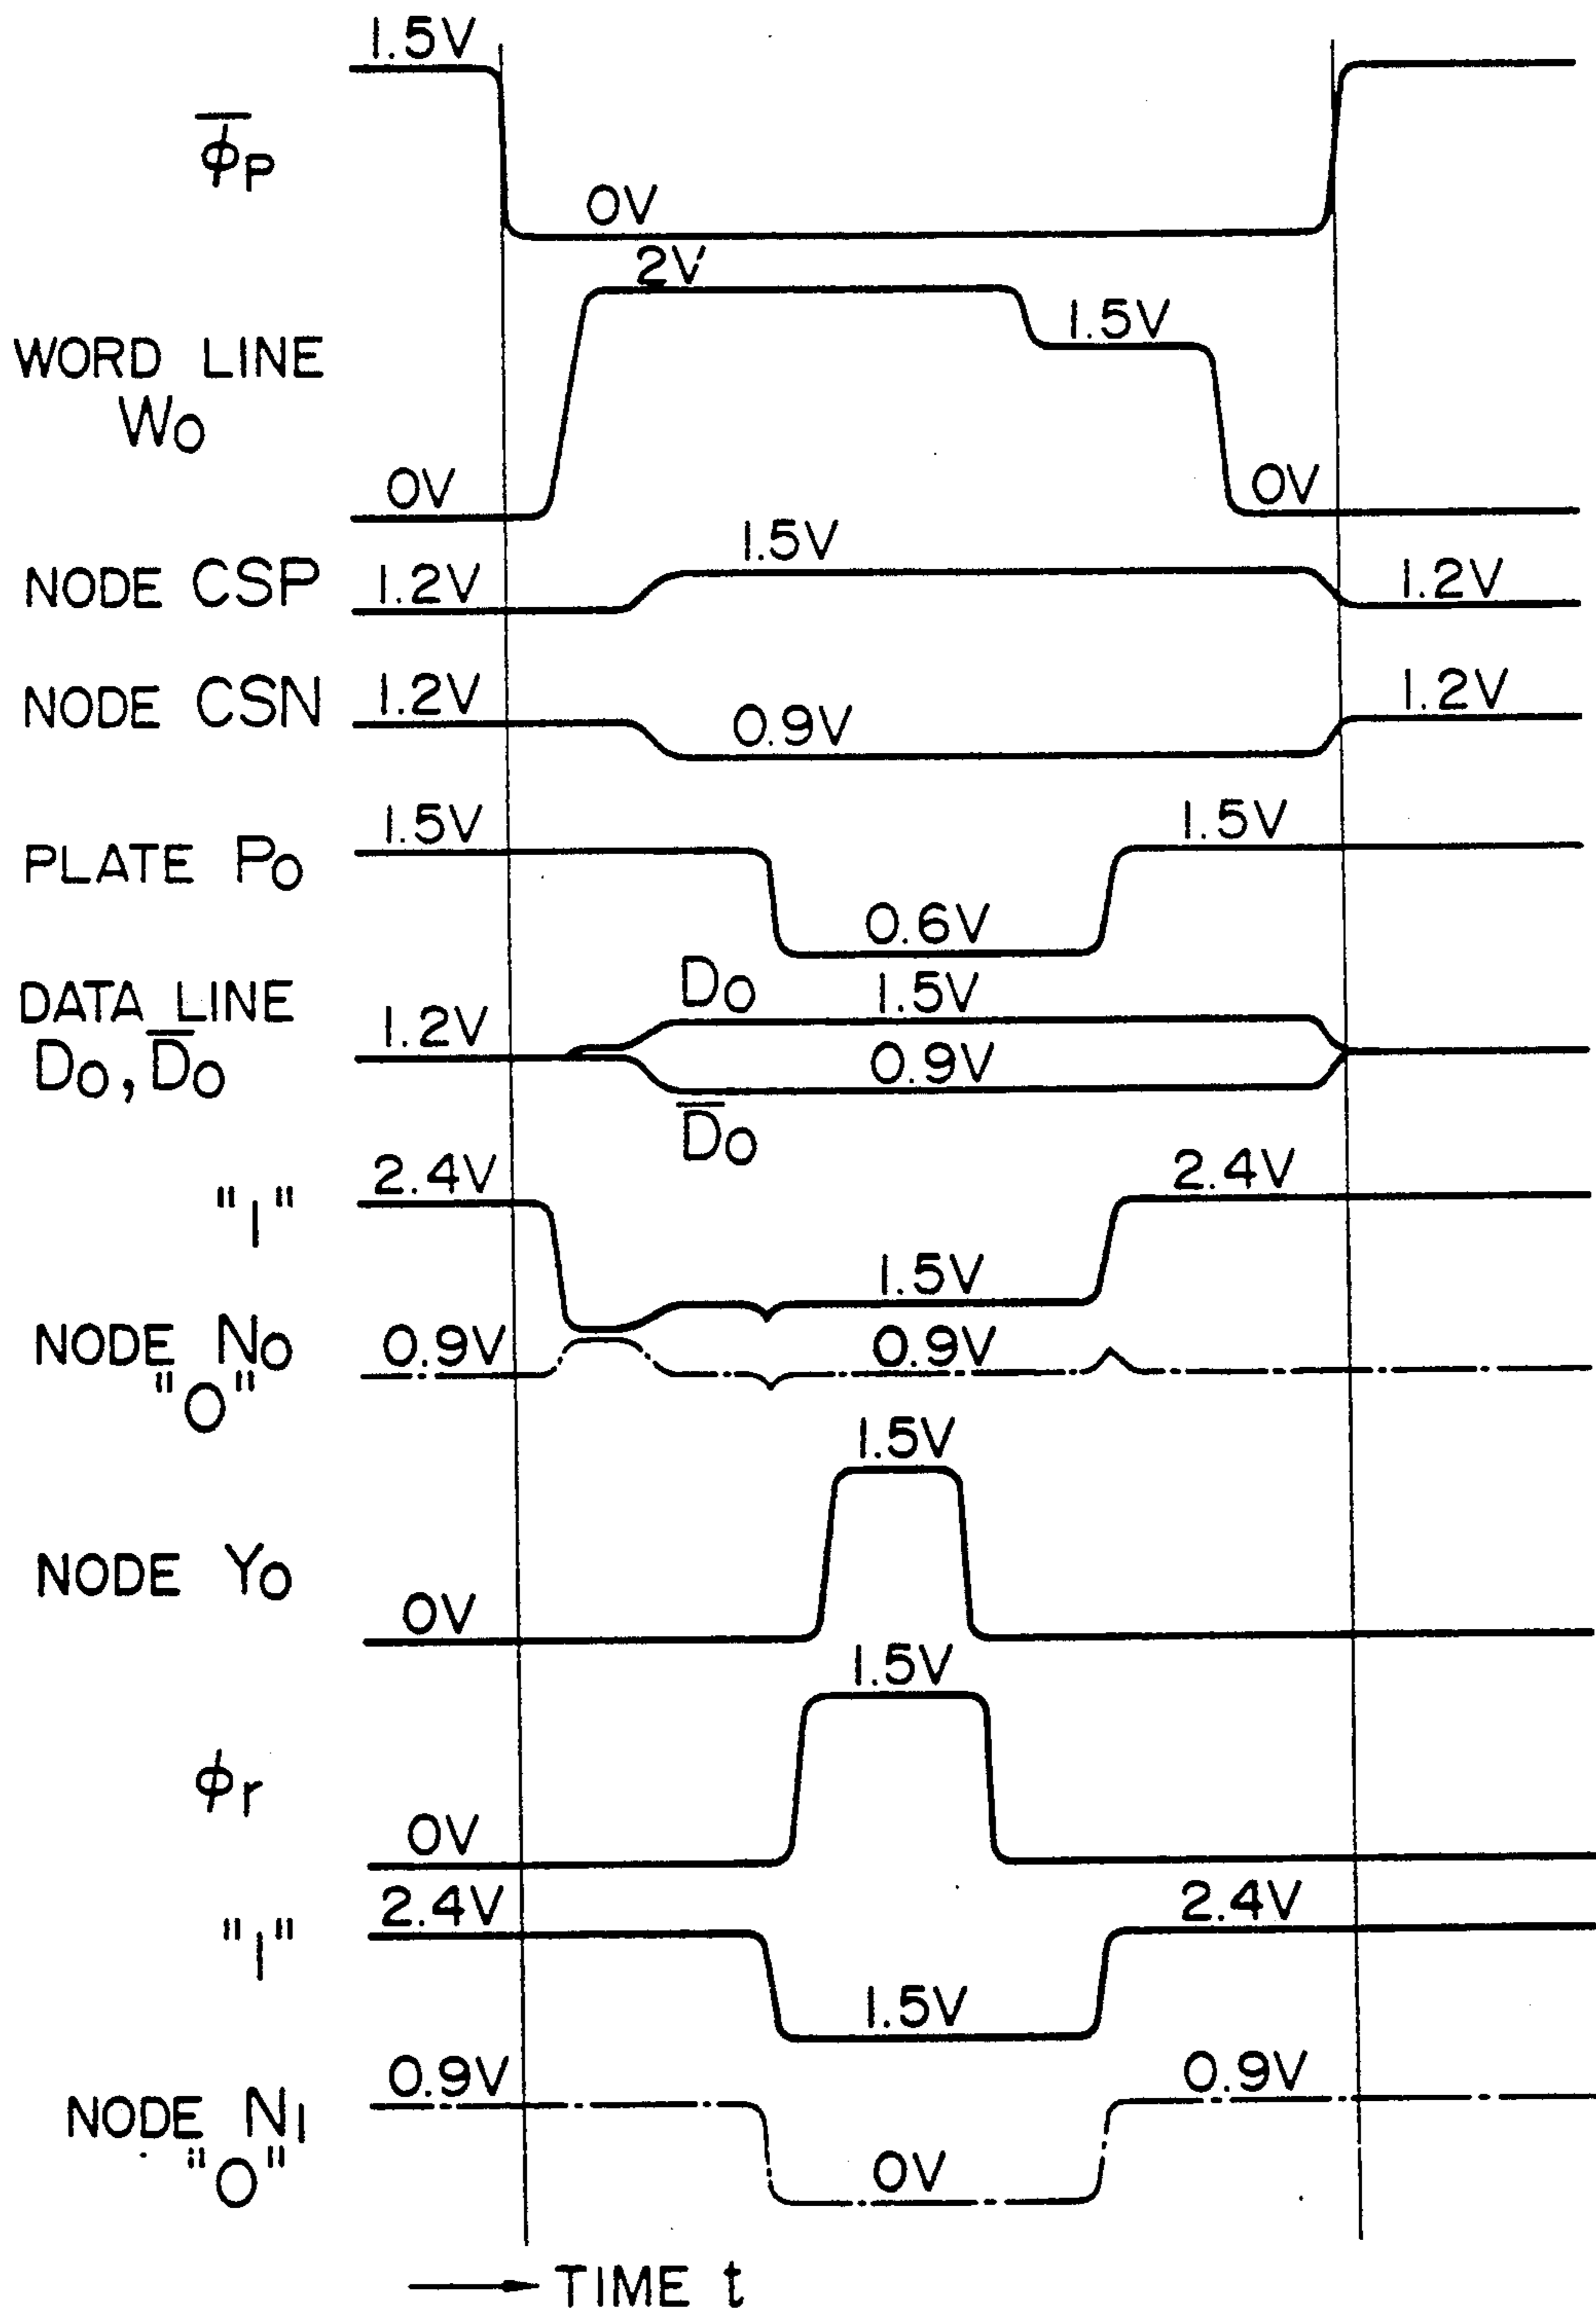 1.5V
φ̅P
0V
2V
WORD LINE
W0
1.5V
0V
0V
NODE CSP
1.2V
1.5V
1.2V
NODE CSN
1.2V
0.9V
1.2V
PLATE P0
1.5V
0.6V
1.5V
DATA LINE
D0, D̅0
1.2V
D0
1.5V
0.9V
D̅0
"1"
2.4V
1.5V
2.4V
NODE N0
"0"
0.9V
0.9V
NODE Y0
0V
1.5V
φr
0V
1.5V
"1"
2.4V
1.5V
2.4V
NODE N1
"0"
0.9V
0V
0.9V
TIME t